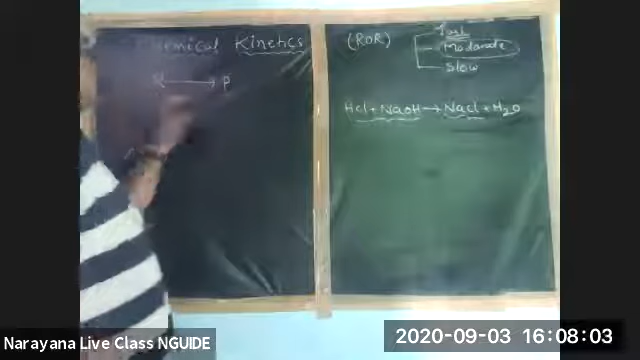 Chemical Kinetics
R → P
(ROR)
Fast
Moderate
Slow
Hcl + NaOH → Nacl + H2O
Narayana Live Class NGUIDE
2020-09-03 16:08:03